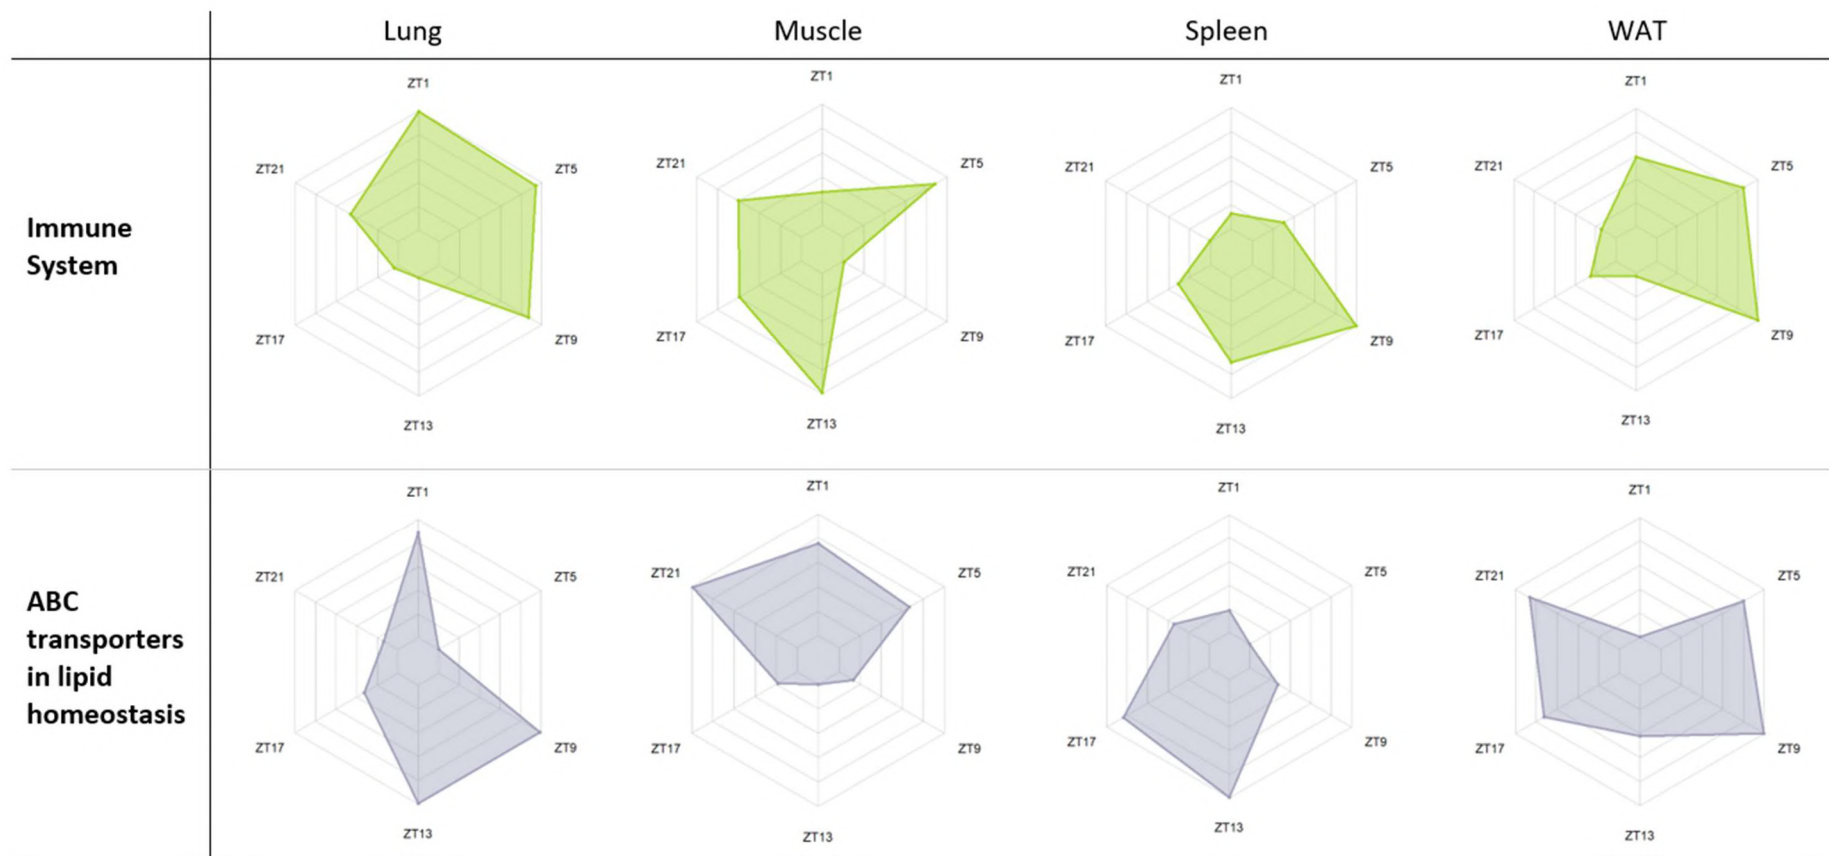 Lung Muscle Spleen WAT
Immune
System
ZT1
ZT5
ZT9
ZT13
ZT17
ZT21
ZT1
ZT5
ZT9
ZT13
ZT17
ZT21
ZT1
ZT5
ZT9
ZT13
ZT17
ZT21
ZT1
ZT5
ZT9
ZT13
ZT17
ZT21
ABC
transporters
in lipid
homeostasis
ZT1
ZT5
ZT9
ZT13
ZT17
ZT21
ZT1
ZT5
ZT9
ZT13
ZT17
ZT21
ZT1
ZT5
ZT9
ZT13
ZT17
ZT21
ZT1
ZT5
ZT9
ZT13
ZT17
ZT21